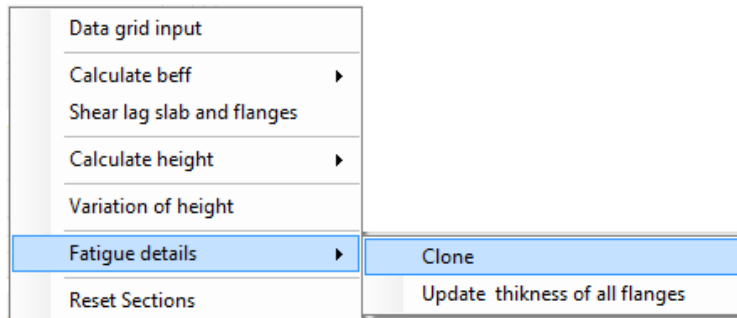 Data grid input
Calculate beff
Shear lag slab and flanges
Calculate height
Variation of height
Fatigue details
Clone
Reset Sections
Update thikness of all flanges